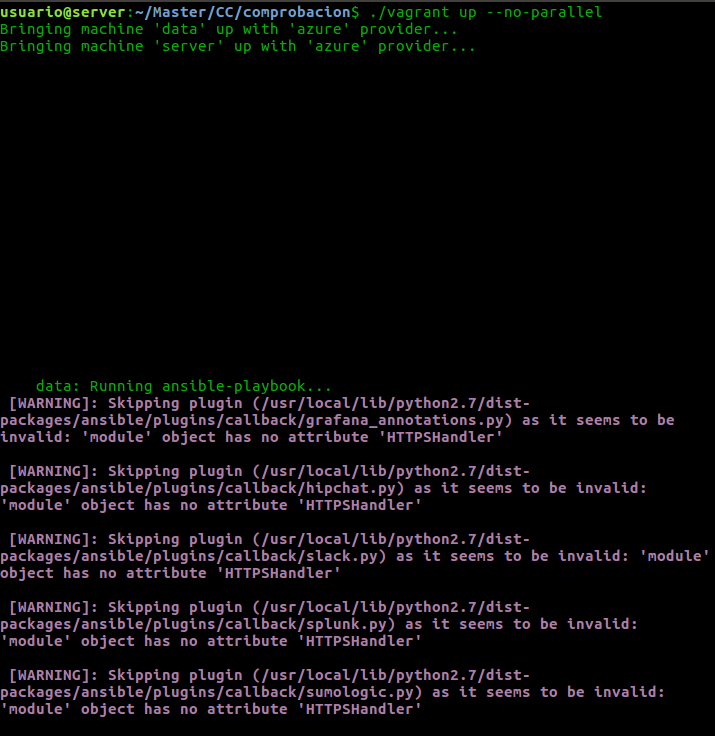 usuario@server:~/Master/CC/comprobacion$ ./vagrant up --no-parallel
Bringing machine 'data' up with 'azure' provider...
Bringing machine 'server' up with 'azure' provider...
data: Running ansible-playbook...
[WARNING]: Skipping plugin (/usr/local/lib/python2.7/dist-
packages/ansible/plugins/callback/grafana_annotations.py) as it seems to be
invalid: 'module' object has no attribute 'HTTPSHandler'
[WARNING]: Skipping plugin (/usr/local/lib/python2.7/dist-
packages/ansible/plugins/callback/hipchat.py) as it seems to be invalid:
'module' object has no attribute 'HTTPSHandler'
[WARNING]: Skipping plugin (/usr/local/lib/python2.7/dist-
packages/ansible/plugins/callback/slack.py) as it seems to be invalid: 'module'
object has no attribute 'HTTPSHandler'
[WARNING]: Skipping plugin (/usr/local/lib/python2.7/dist-
packages/ansible/plugins/callback/splunk.py) as it seems to be invalid:
'module' object has no attribute 'HTTPSHandler'
[WARNING]: Skipping plugin (/usr/local/lib/python2.7/dist-
packages/ansible/plugins/callback/sumologic.py) as it seems to be invalid:
'module' object has no attribute 'HTTPSHandler'